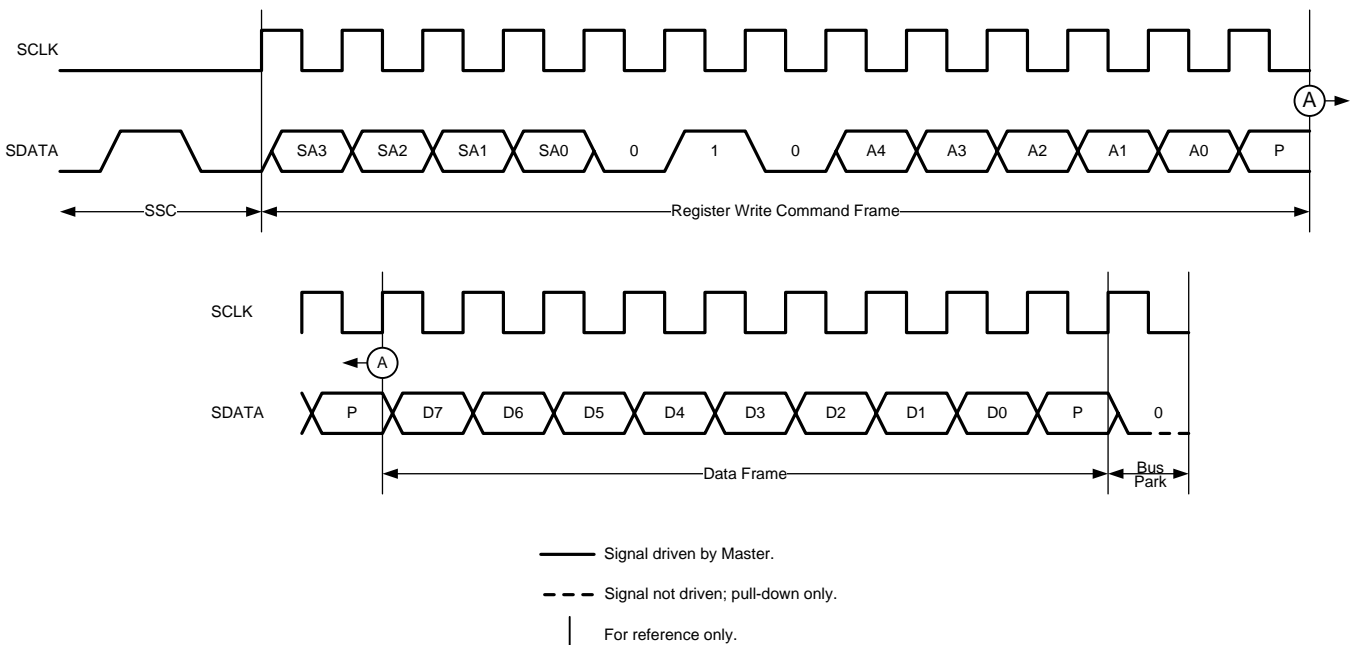 SCLK
A
SDATA SA3 SA2 SA1 SA0 0 1 0 A4 A3 A2 A1 A0 P
SSC Register Write Command Frame
SCLK
A
SDATA P D7 D6 D5 D4 D3 D2 D1 D0 P 0
Data Frame Bus
Park
Signal driven by Master.
Signal not driven; pull-down only.
For reference only.